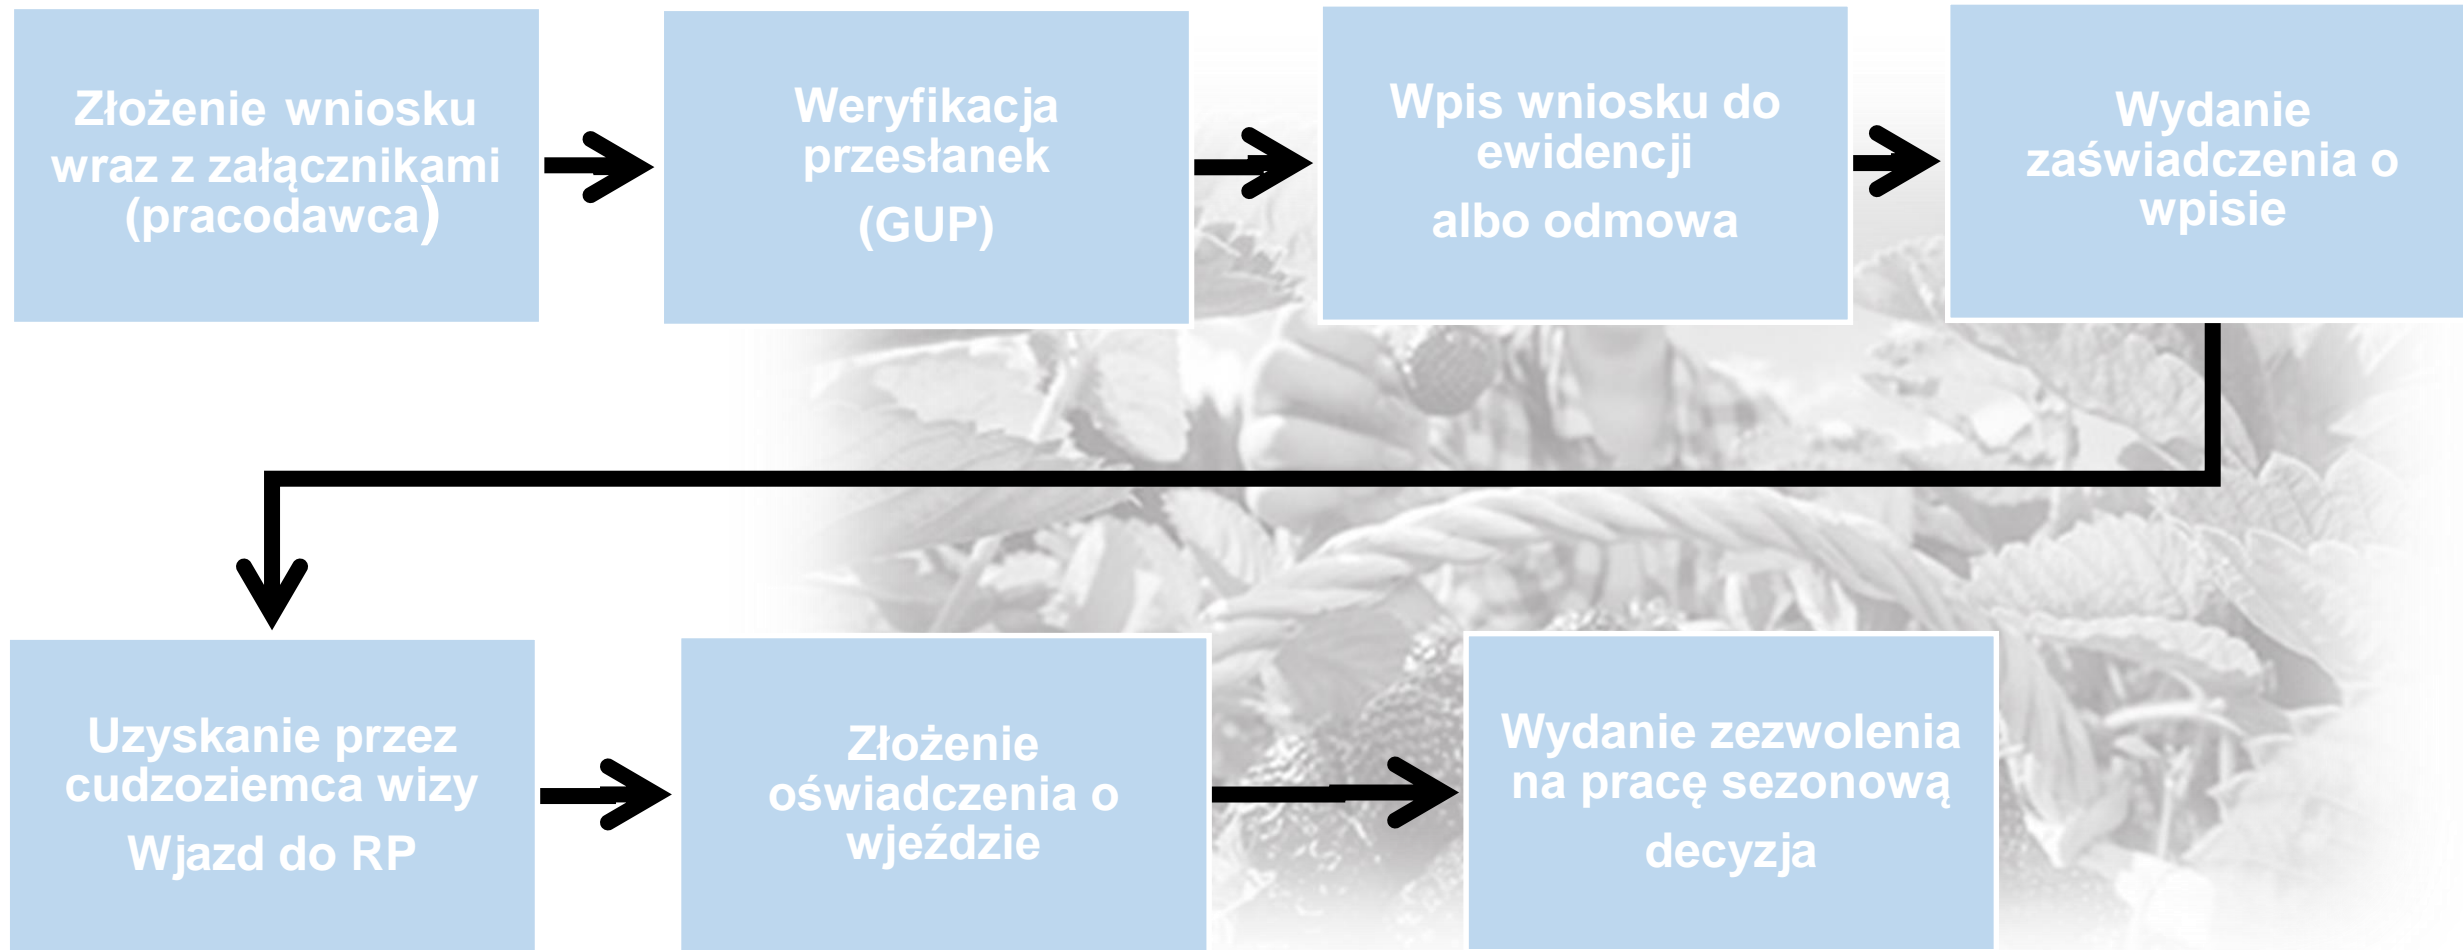 Złożenie wniosku
wraz z załącznikami
(pracodawca)
Weryfikacja
przesłanek
(GUP)
Wpis wniosku do
ewidencji
albo odmowa
Wydanie
zaświadczenia o
wpisie
Uzyskanie przez
cudzoziemca wizy
Wjazd do RP
Złożenie
oświadczenia o
wjeździe
Wydanie zezwolenia
na pracę sezonową
decyzja